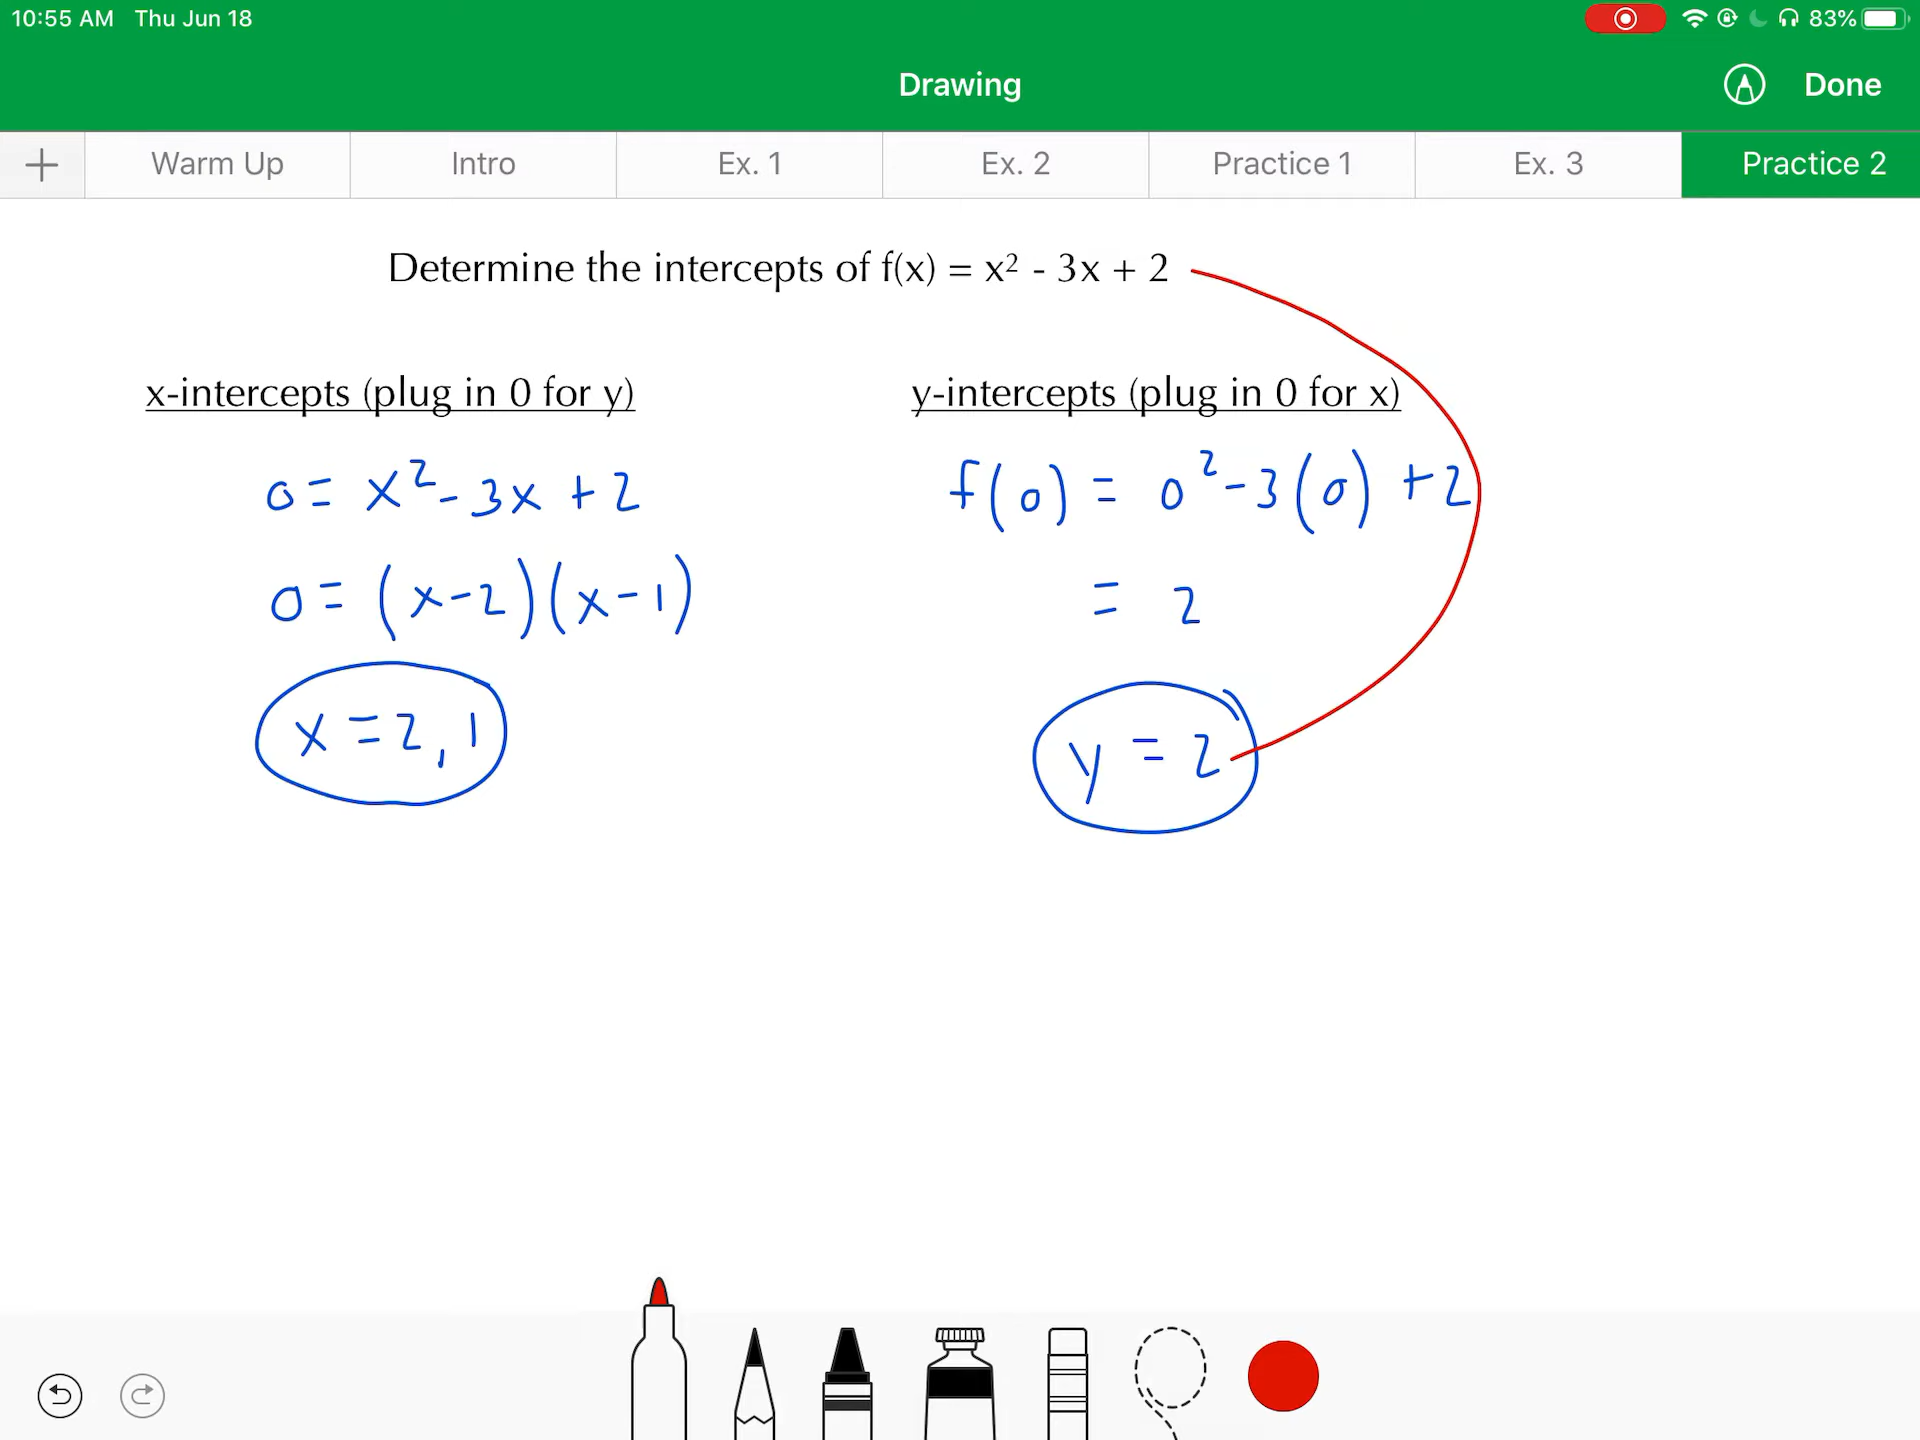 10:55 AM Thu Jun 18 83%
Drawing Done
Warm Up Intro Ex. 1 Ex. 2 Practice 1 Ex. 3 Practice 2
Determine the intercepts of f(x) = x² - 3x + 2
x-intercepts (plug in 0 for y)
0 = x² - 3x + 2
0 = (x-2)(x-1)
x = 2, 1
y-intercepts (plug in 0 for x)
f(0) = 0² - 3(0) + 2
= 2
y = 2